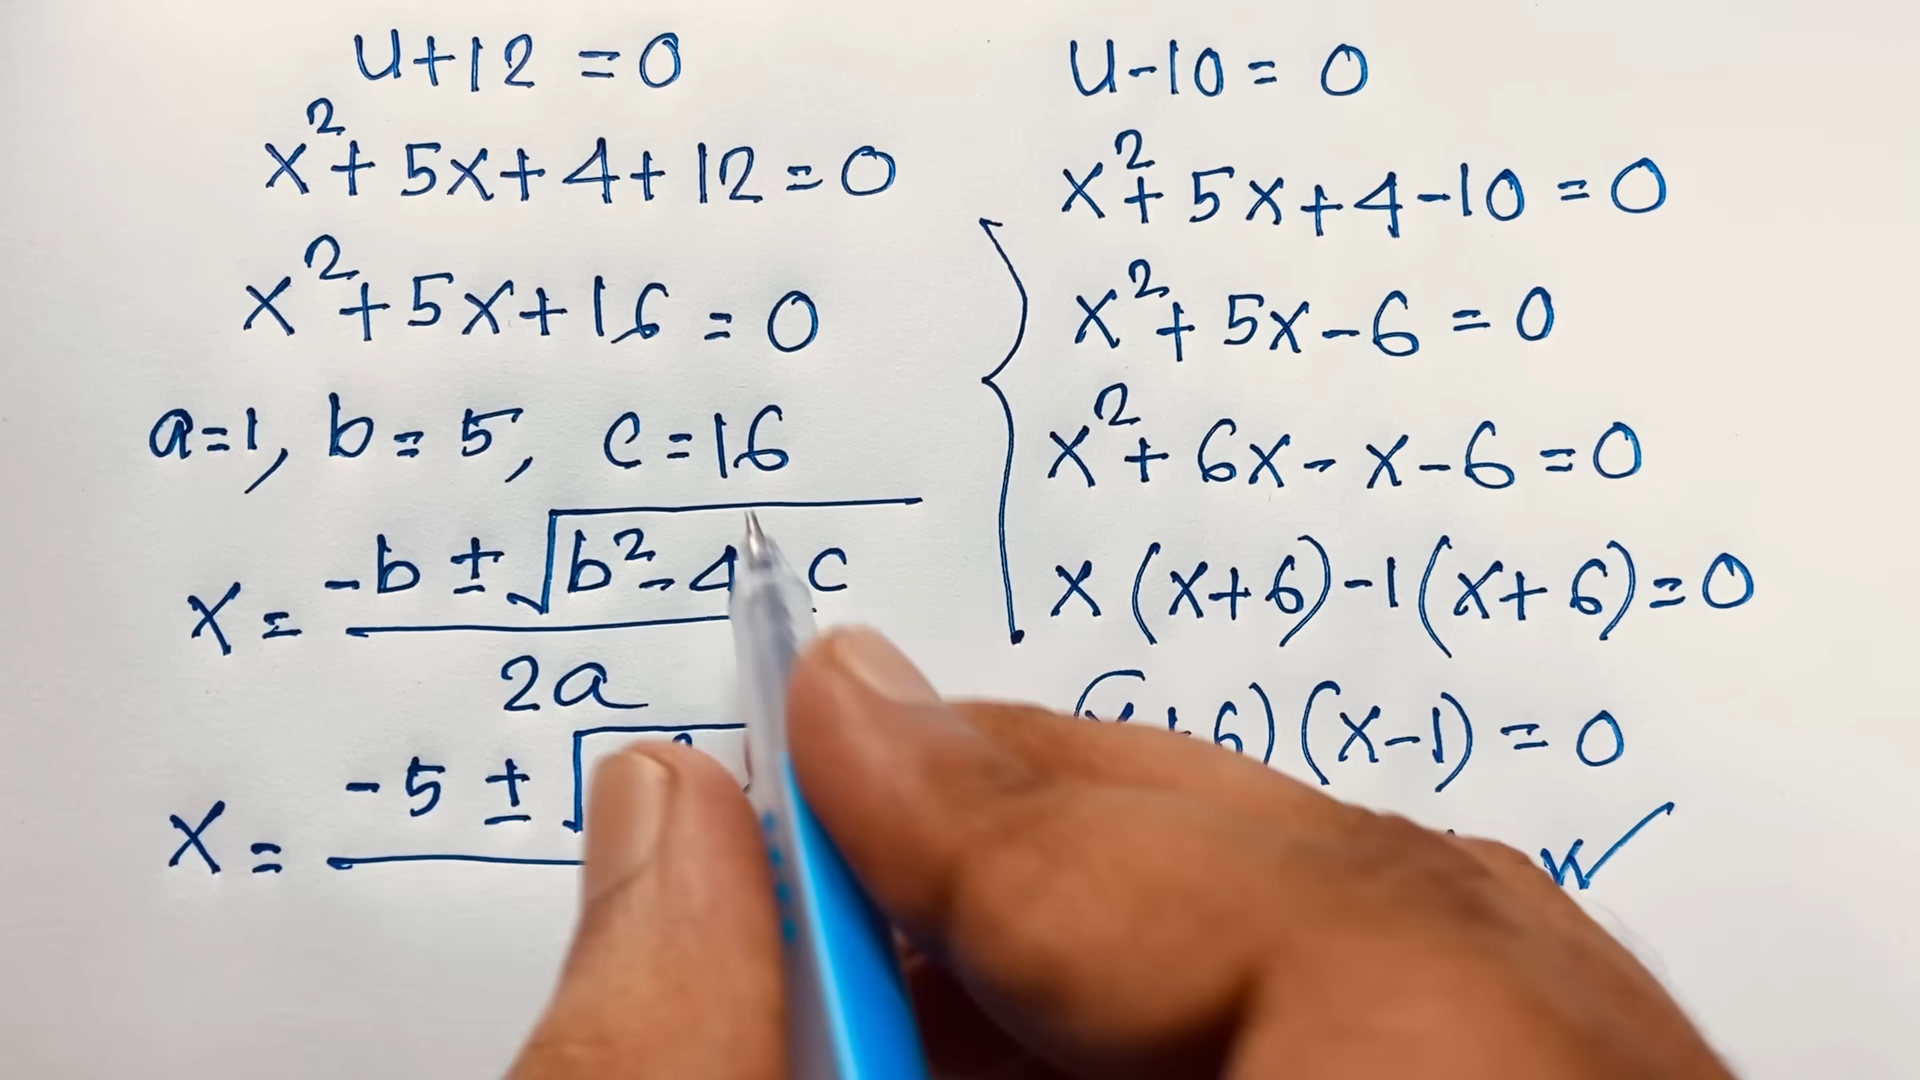 u+12 = 0
x²+ 5x+4+12=0
x²+5x+16 = 0
a=1, b= 5, c=16
x = -b ± √b²-4 c
2a
x = -5 ± √
u-10= 0
x²+ 5x+4-10=0
x²+ 5x-6 = 0
x²+ 6x- x-6 =0
x(x+6)-1(x+6)=0
(x+6)(x-1) = 0